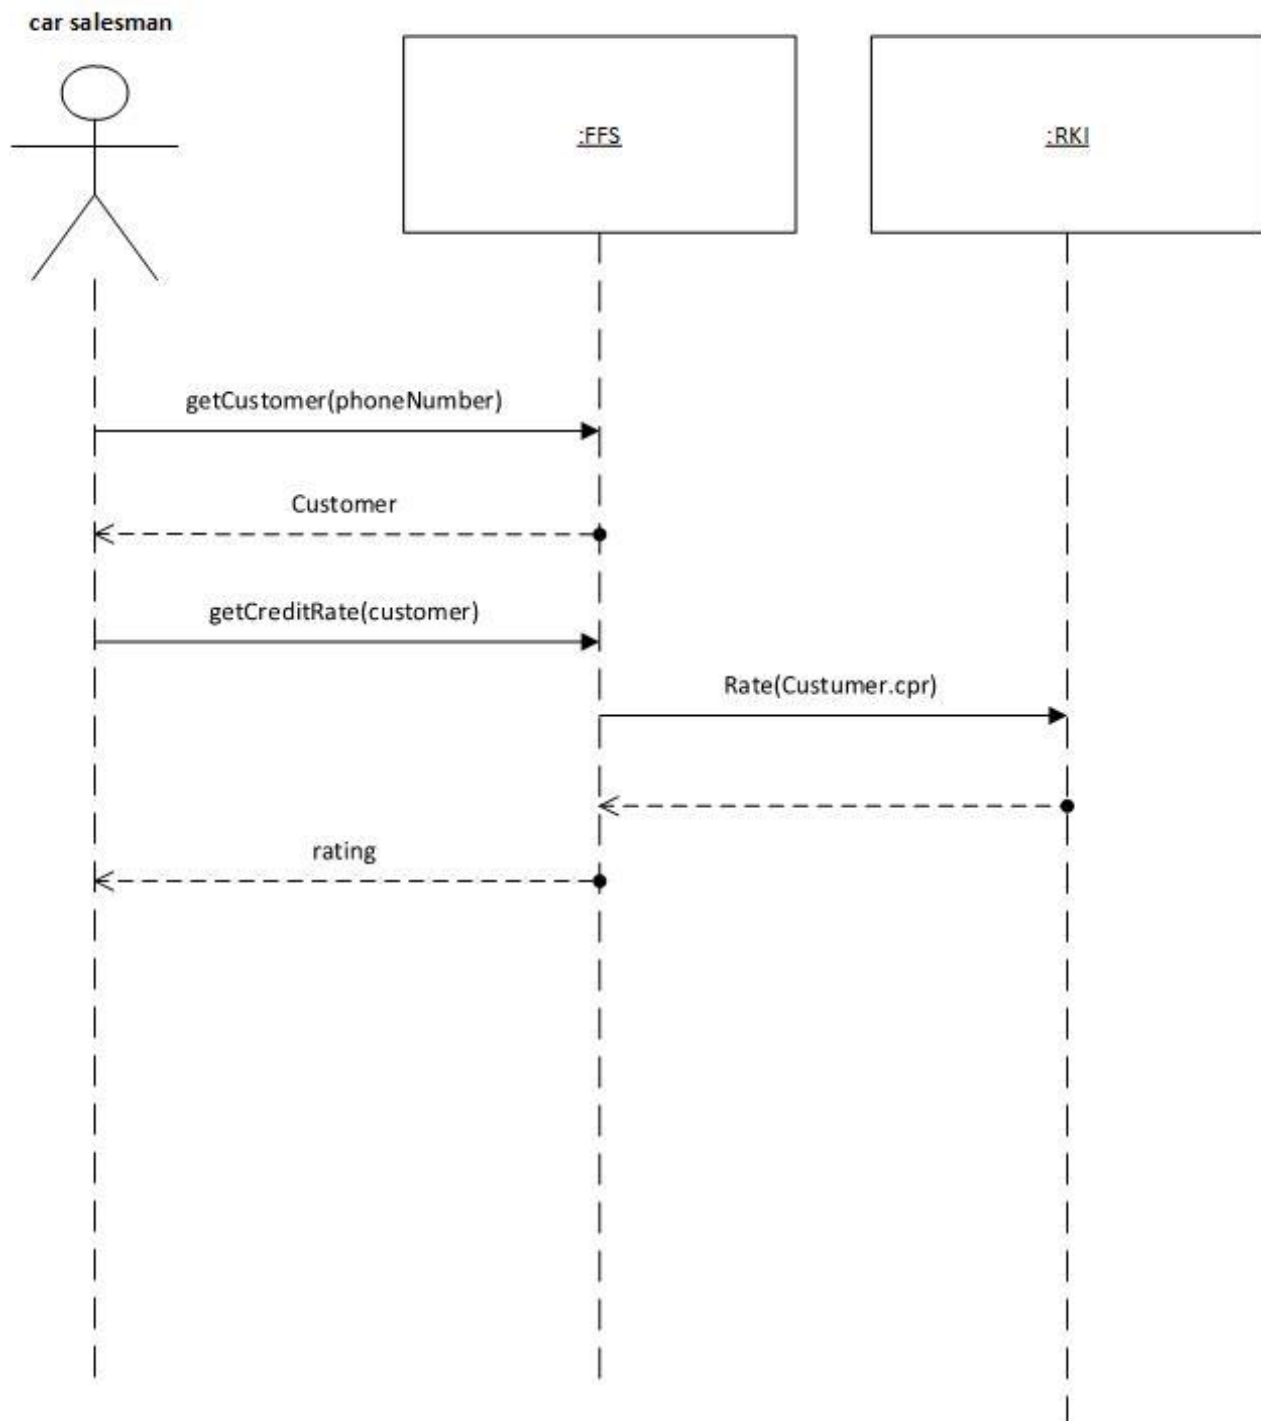 car salesman
:FFS
:RKI
getCustomer(phoneNumber)
Customer
getCreditRate(customer)
Rate(Custumer.cpr)
rating